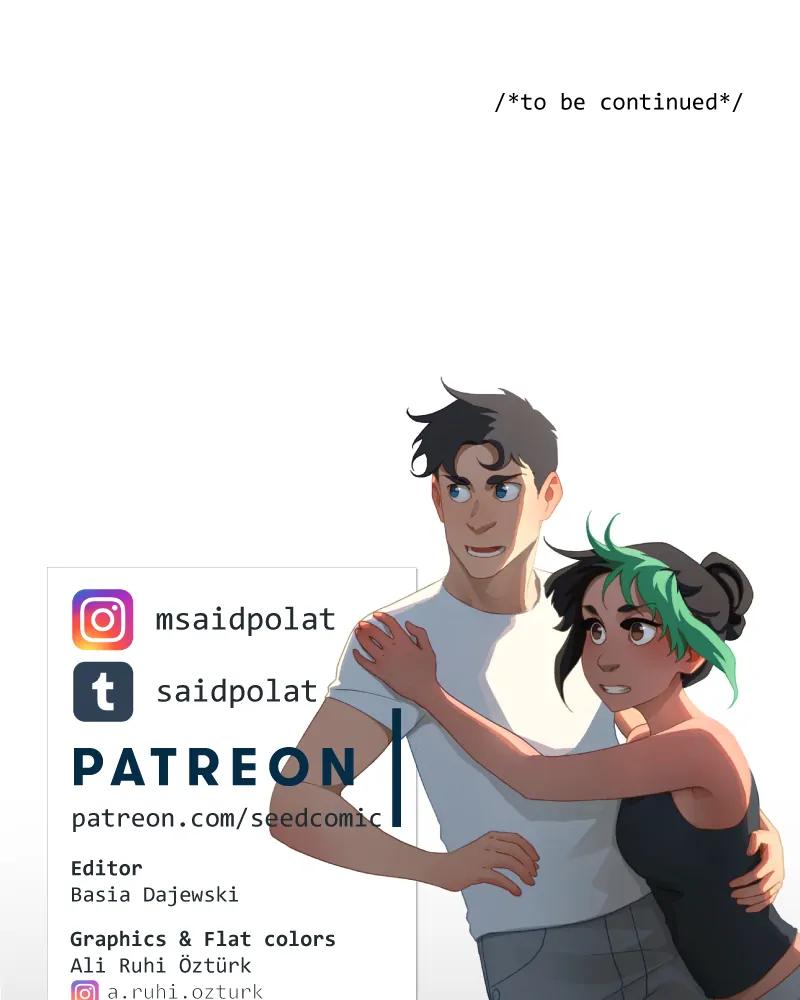 /*to be continued*/
msaidpolat
t saidpolat
PATREON
patreon.com/seedcomic
Editor
Basia Dajewski
Graphics & Flat colors
Ali Ruhi Öztürk
a.ruhi.ozturk